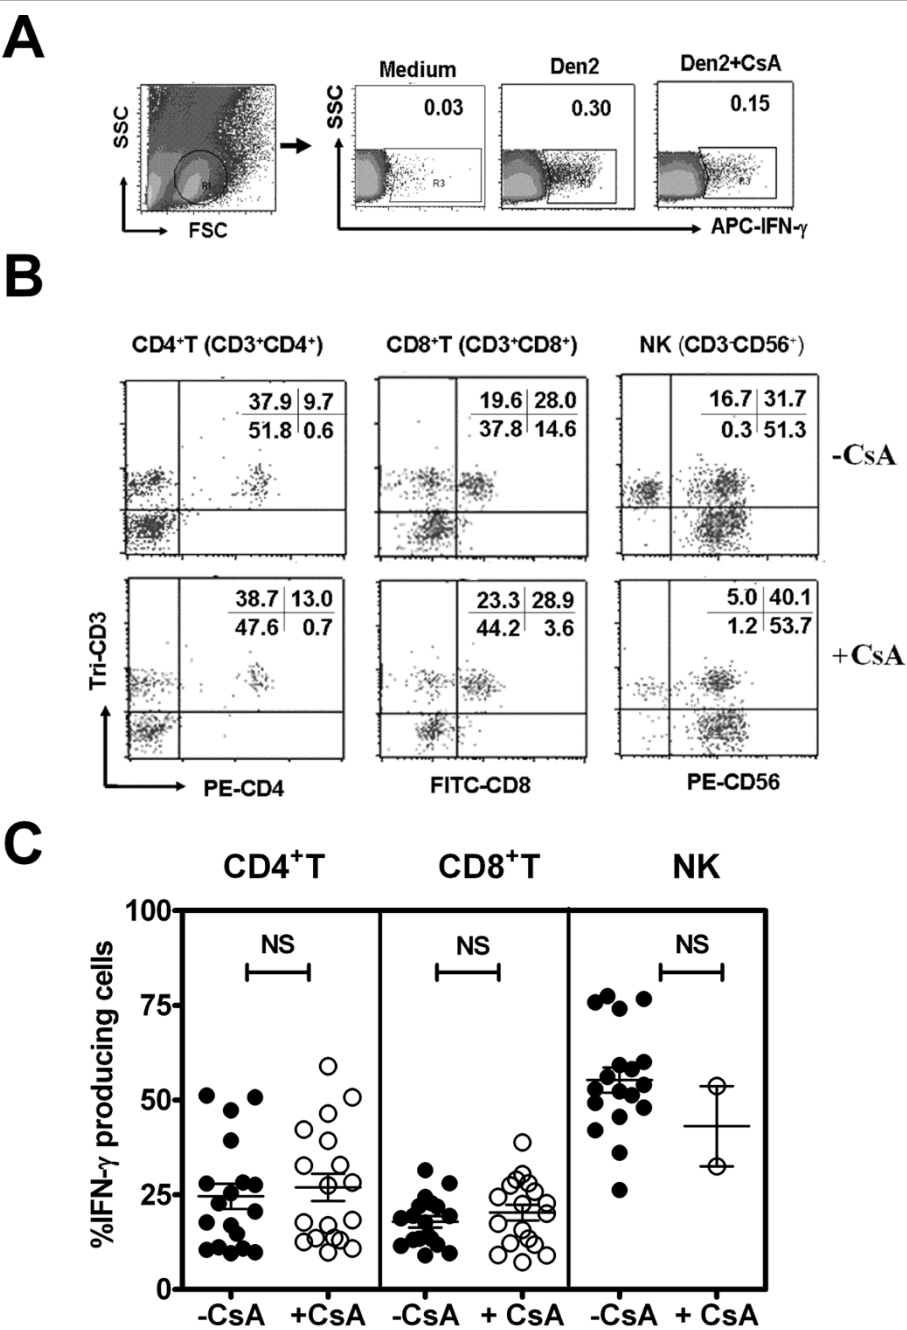 A
Medium Den2 Den2+CsA
SSC SSC 0.03 0.30 0.15
R1 R3 R3 R3
FSC APC-IFN-γ
B
CD4⁺T (CD3⁺CD4⁺) CD8⁺T (CD3⁺CD8⁺) NK (CD3⁻CD56⁺)
37.9 9.7 19.6 28.0 16.7 31.7
51.8 0.6 37.8 14.6 0.3 51.3
-CsA
38.7 13.0 23.3 28.9 5.0 40.1
47.6 0.7 44.2 3.6 1.2 53.7
+CsA
Tri-CD3
PE-CD4 FITC-CD8 PE-CD56
C
CD4⁺T CD8⁺T NK
%IFN-γ producing cells
100
NS NS NS
75
50
25
0
-CsA +CsA -CsA + CsA -CsA + CsA